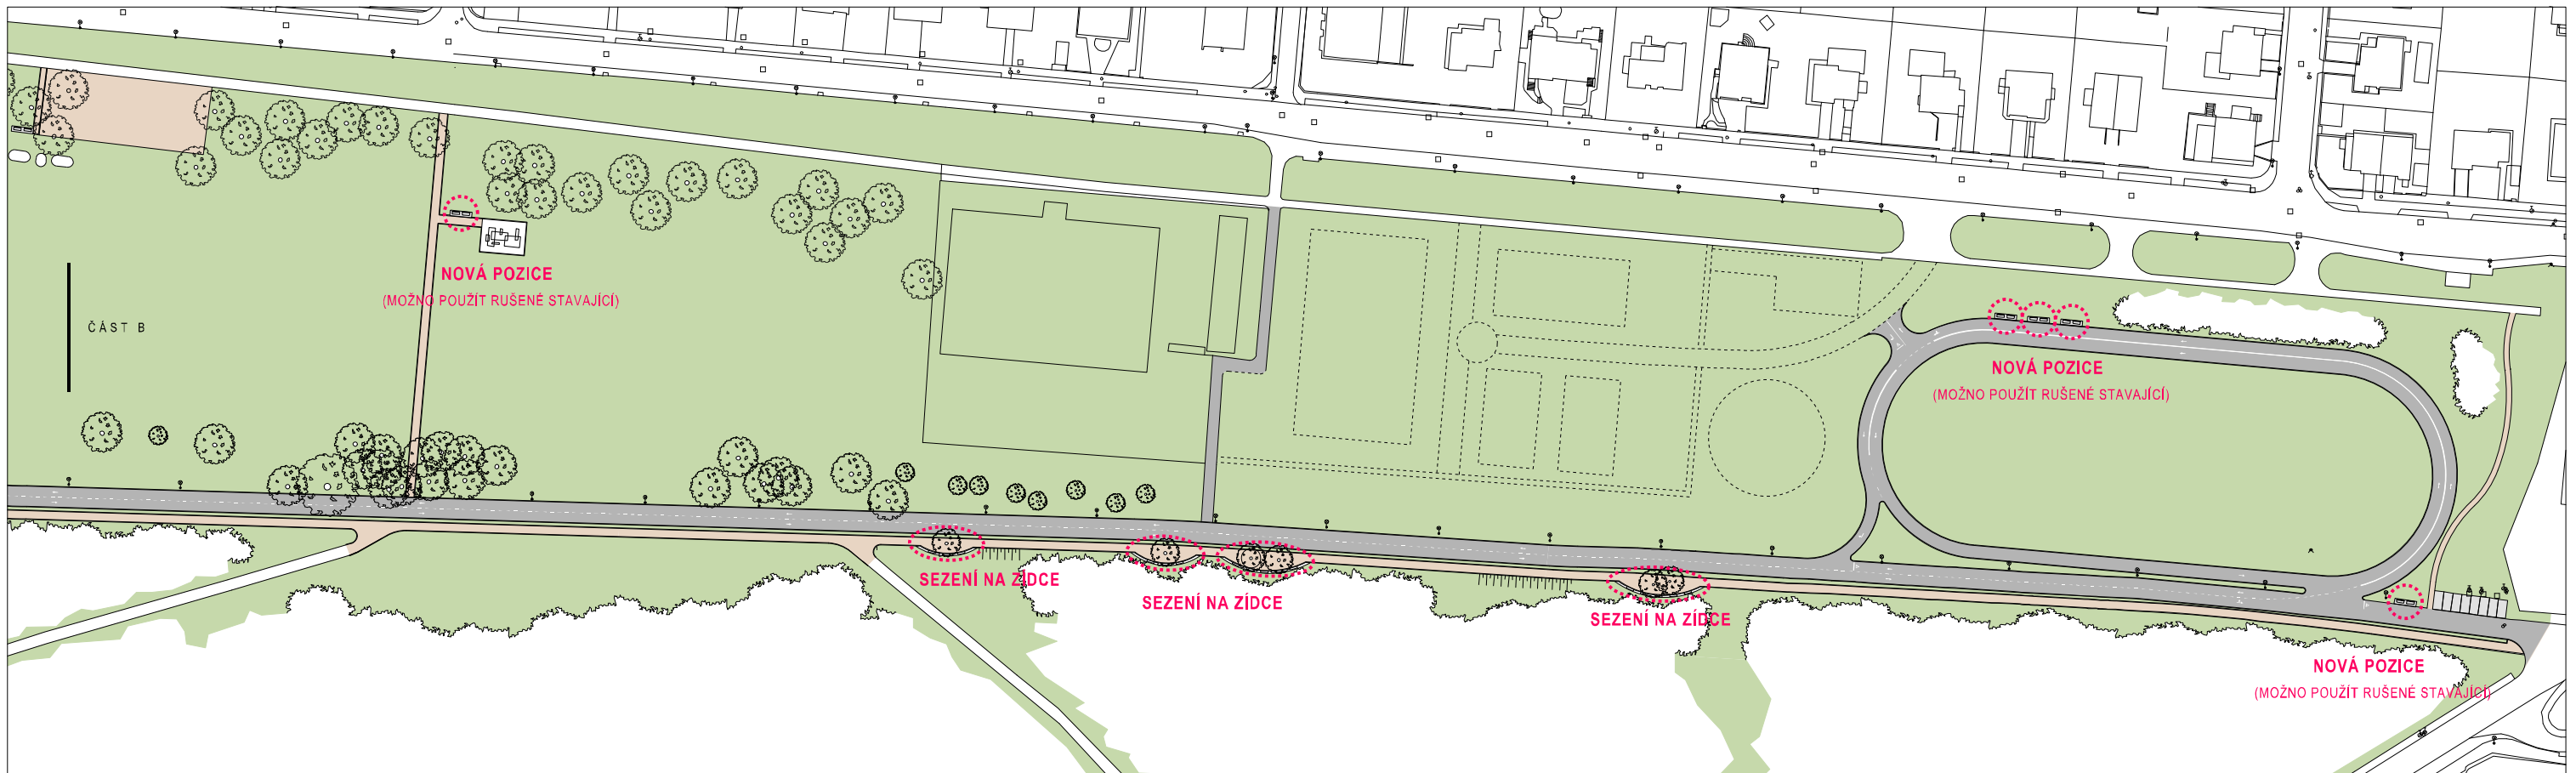 NOVÁ POZICE
(MOŽNO POUŽÍT RUŠENÉ STAVAJÍCÍ)
ČÁST B
NOVÁ POZICE
(MOŽNO POUŽÍT RUŠENÉ STAVAJÍCÍ)
SEZENÍ NA ZÍDCE
SEZENÍ NA ZÍDCE
SEZENÍ NA ZÍDCE
NOVÁ POZICE
(MOŽNO POUŽÍT RUŠENÉ STAVAJÍCÍ)